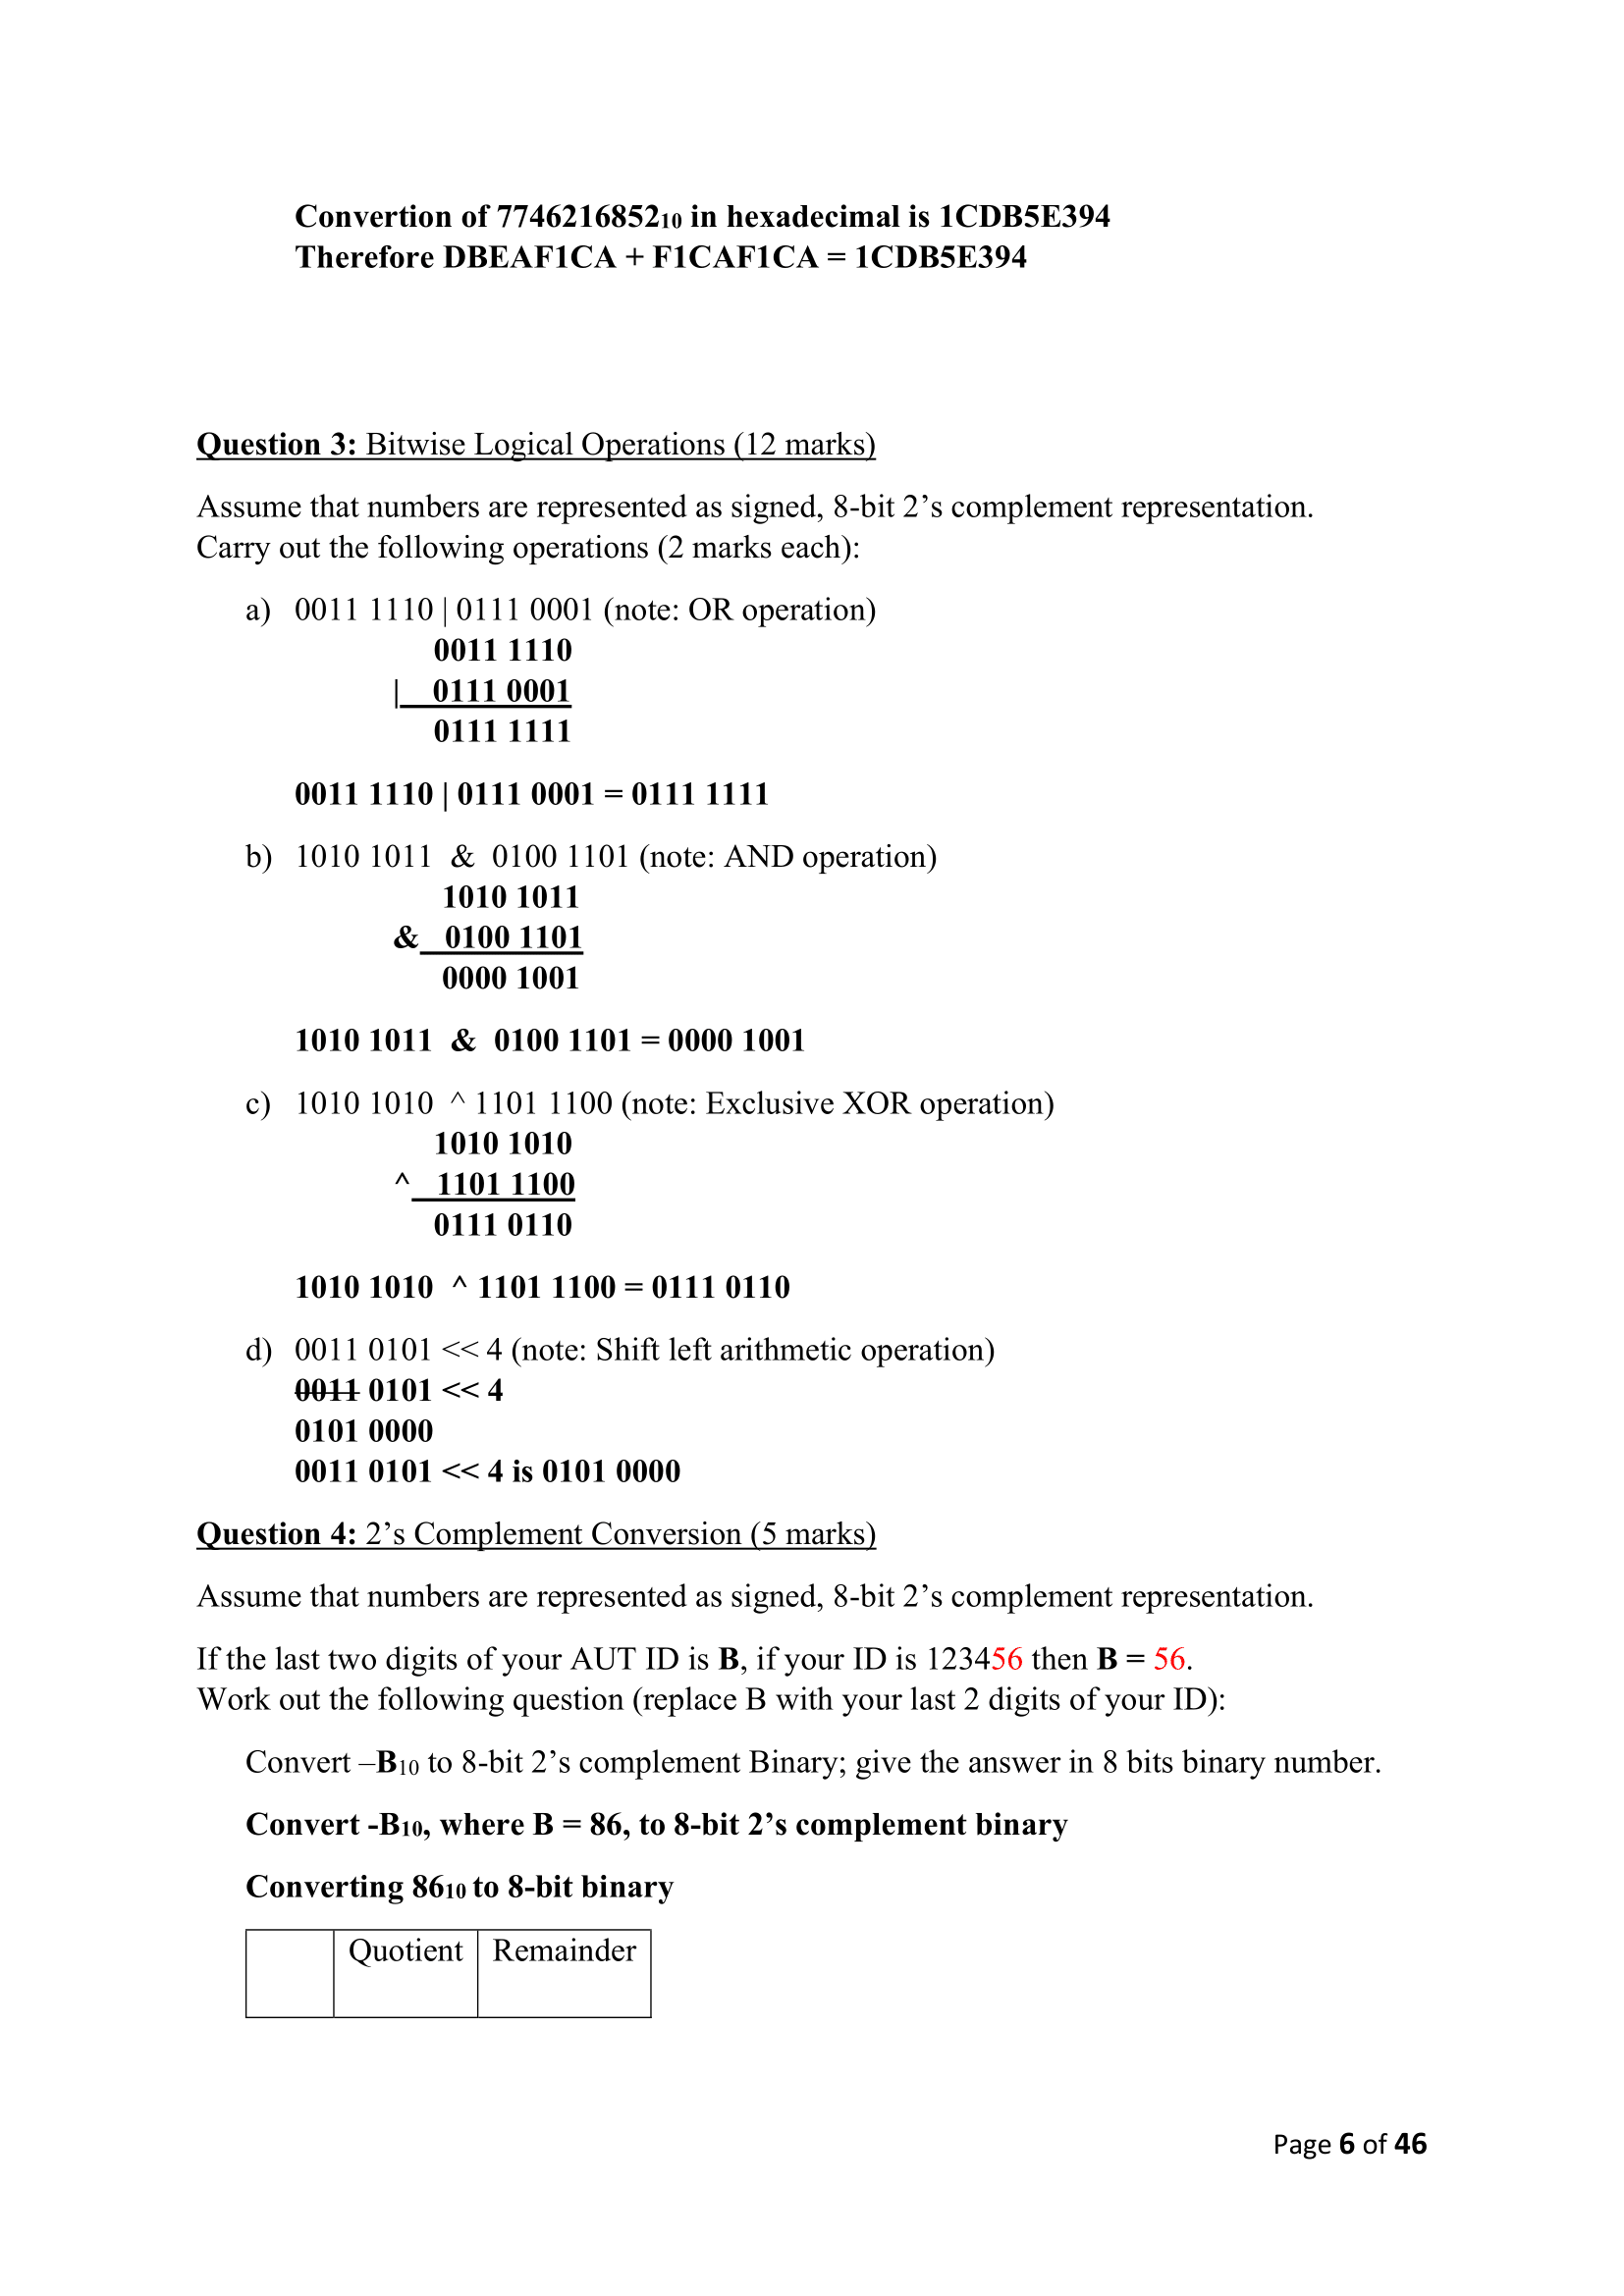 Convertion of 7746216852₁₀ in hexadecimal is 1CDB5E394
Therefore DBEAF1CA + F1CAF1CA = 1CDB5E394
Question 3: Bitwise Logical Operations (12 marks)
Assume that numbers are represented as signed, 8-bit 2’s complement representation.
Carry out the following operations (2 marks each):
a) 0011 1110 | 0111 0001 (note: OR operation)
0011 1110
| 0111 0001
0111 1111
0011 1110 | 0111 0001 = 0111 1111
b) 1010 1011 & 0100 1101 (note: AND operation)
1010 1011
& 0100 1101
0000 1001
1010 1011 & 0100 1101 = 0000 1001
c) 1010 1010 ^ 1101 1100 (note: Exclusive XOR operation)
1010 1010
^ 1101 1100
0111 0110
1010 1010 ^ 1101 1100 = 0111 0110
d) 0011 0101 << 4 (note: Shift left arithmetic operation)
0011 0101 << 4
0101 0000
0011 0101 << 4 is 0101 0000
Question 4: 2’s Complement Conversion (5 marks)
Assume that numbers are represented as signed, 8-bit 2’s complement representation.
If the last two digits of your AUT ID is B, if your ID is 123456 then B = 56.
Work out the following question (replace B with your last 2 digits of your ID):
Convert –B₁₀ to 8-bit 2’s complement Binary; give the answer in 8 bits binary number.
Convert -B₁₀, where B = 86, to 8-bit 2’s complement binary
Converting 86₁₀ to 8-bit binary
Quotient Remainder
Page 6 of 46